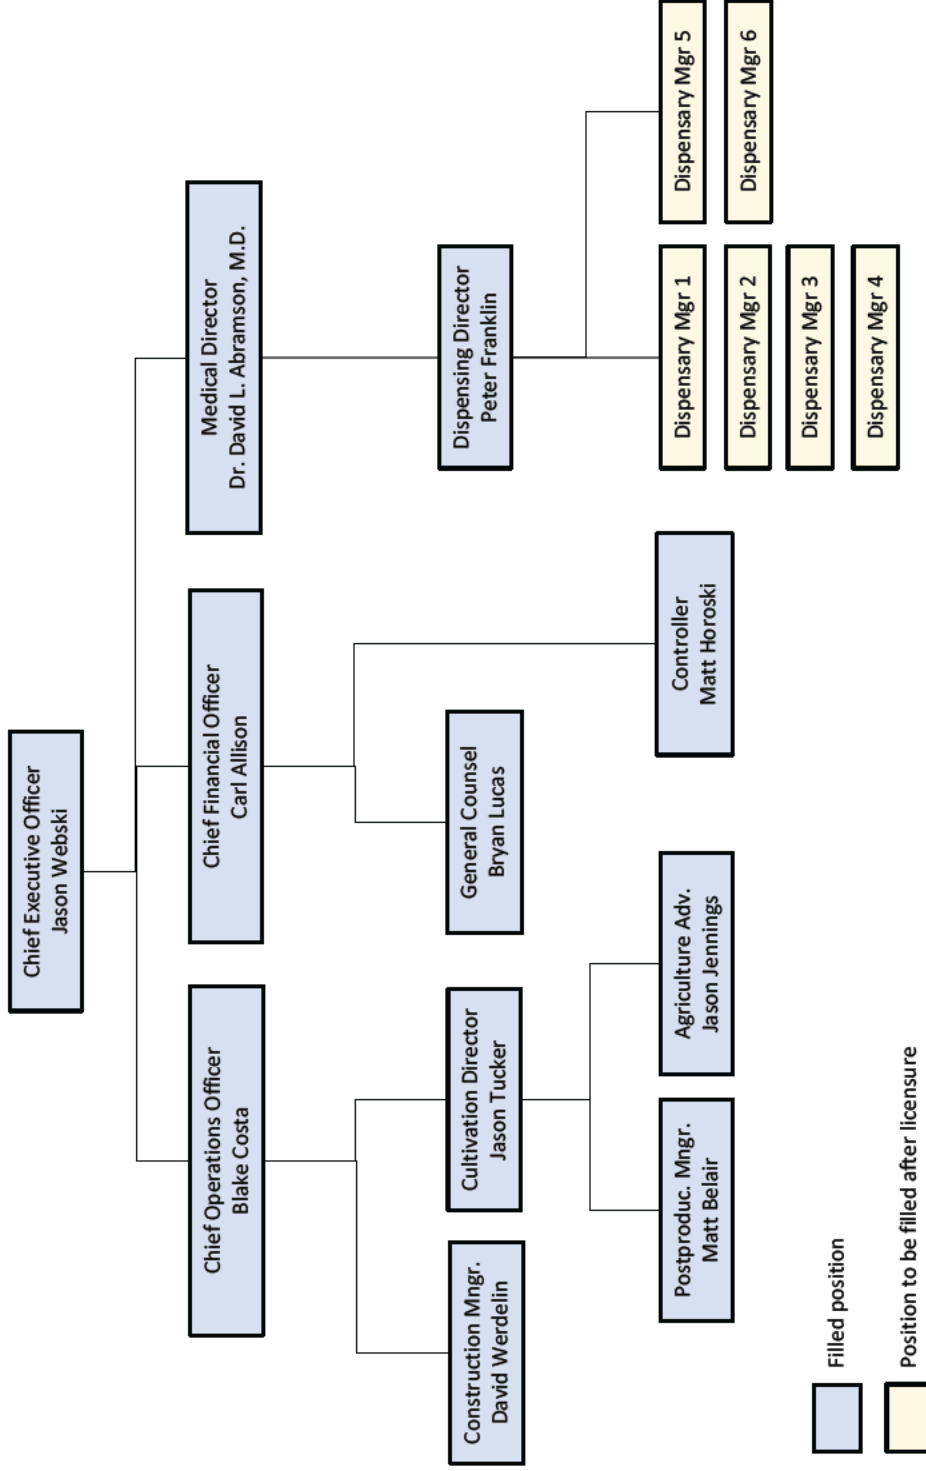 Chief Executive Officer
Jason Webski
Chief Operations Officer
Blake Costa
Chief Financial Officer
Carl Allison
Medical Director
Dr. David L. Abramson, M.D.
Construction Mngr.
David Werdelin
Cultivation Director
Jason Tucker
General Counsel
Bryan Lucas
Dispensing Director
Peter Franklin
Postproduc. Mngr.
Matt Belair
Agriculture Adv.
Jason Jennings
Controller
Matt Horoski
Dispensary Mgr 1
Dispensary Mgr 2
Dispensary Mgr 3
Dispensary Mgr 4
Dispensary Mgr 5
Dispensary Mgr 6
Filled position
Position to be filled after licensure